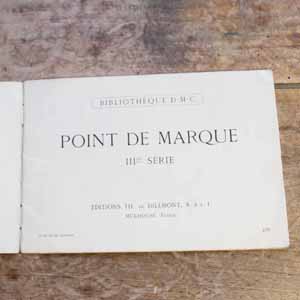 BIBLIOTHÈQUE D·M·C
POINT DE MARQUE
IIIme SÉRIE
ÉDITIONS TH. DE DILLMONT, S. à r. l.
MULHOUSE (France)